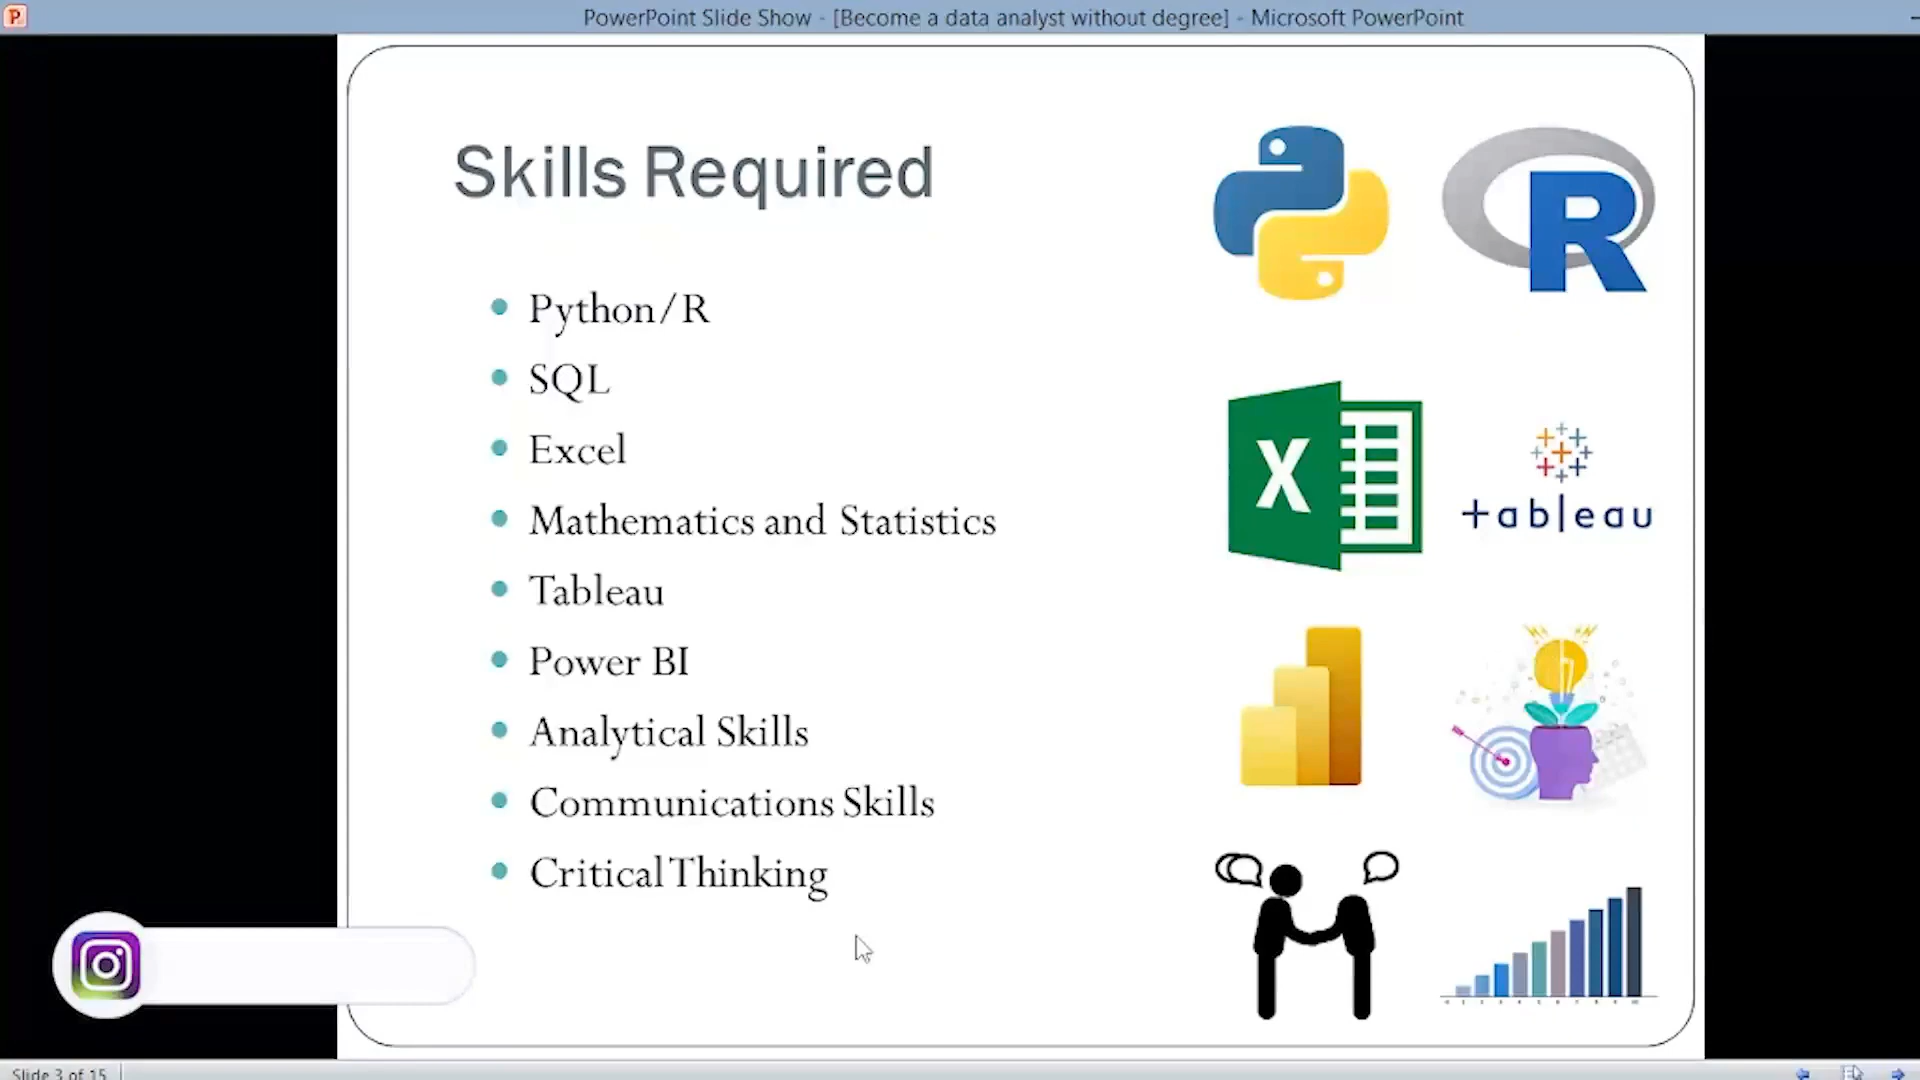 PowerPoint Slide Show - [Become a data analyst without degree] - Microsoft PowerPoint
Skills Required
Python/R
SQL
Excel
Mathematics and Statistics
Tableau
Power BI
Analytical Skills
Communications Skills
Critical Thinking
R
X
+ableau
Slide 3 of 15